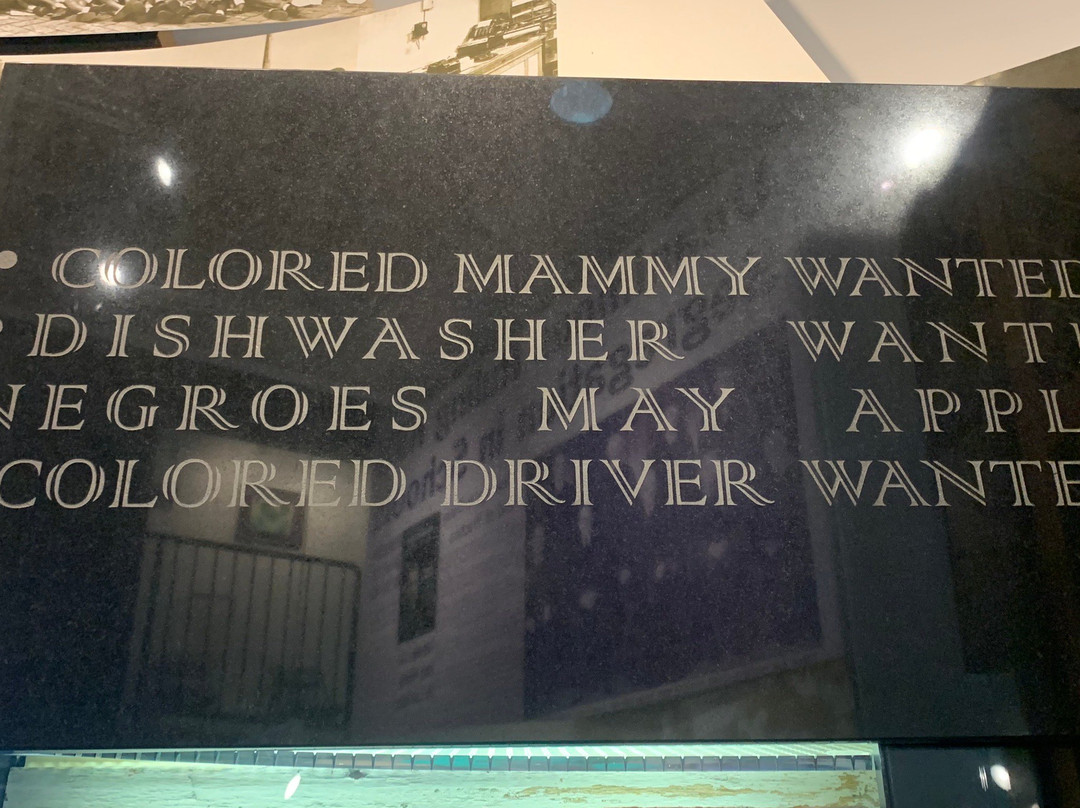 • COLORED MAMMY WANTED
DISHWASHER WANT
NEGROES MAY APPL
COLORED DRIVER WANTE